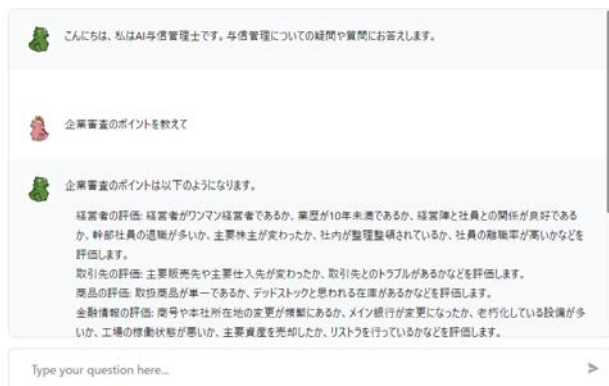 こんにちは、私はAI与信管理士です。与信管理についての疑問や質問にお答えします。
企業審査のポイントを教えて
企業審査のポイントは以下のようになります。
経営者の評価: 経営者がワンマン経営者であるか、業歴が10年未満であるか、経営陣と社員との関係が良好である
か、幹部社員の退職が多いか、主要株主が変わったか、社内が整理整頓されているか、社員の離職率が高いかなどを
評価します。
取引先の評価: 主要販売先や主要仕入先が変わったか、取引先とのトラブルがあるかなどを評価します。
商品の評価: 取扱商品が単一であるか、デッドストックと思われる在庫があるかなどを評価します。
金融情報の評価: 商号や本社所在地の変更が頻繁にあるか、メイン銀行が変更になったか、老朽化している設備が多
いか、工場の稼働状態が悪いか、主要資産を売却したか、リストラを行っているかなどを評価します。
Type your question here...